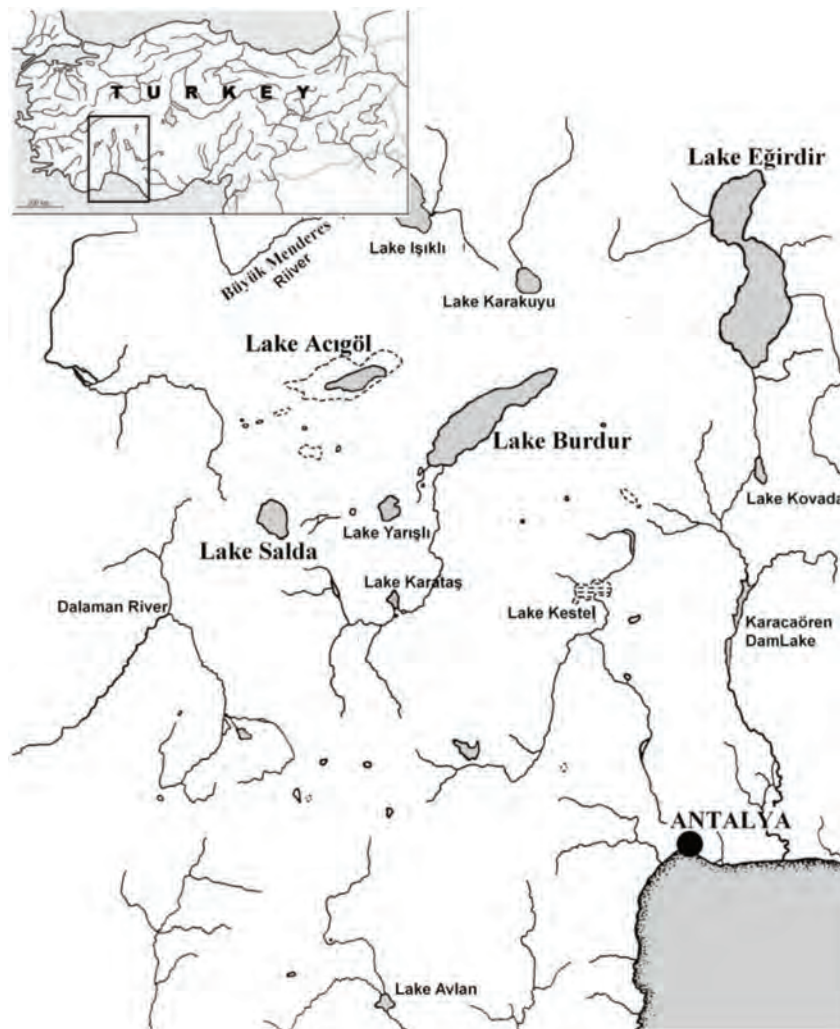 TURKEY
Lake Eğirdir
Lake Işıklı
Büyük Menderes
Riiver
Lake Karakuyu
Lake Acıgöl
Lake Burdur
Lake Kovada
Lake Salda
Lake Yarışlı
Lake Karataş
Dalaman River
Lake Kestel
Karacaören
DamLake
ANTALYA
Lake Avlan